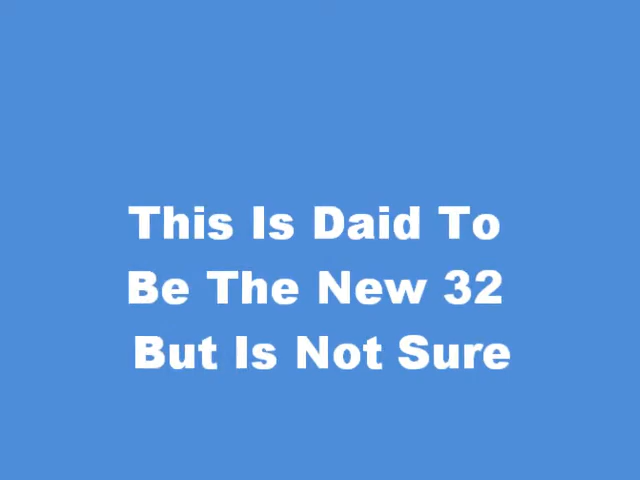 This Is Daid To
Be The New 32
But Is Not Sure